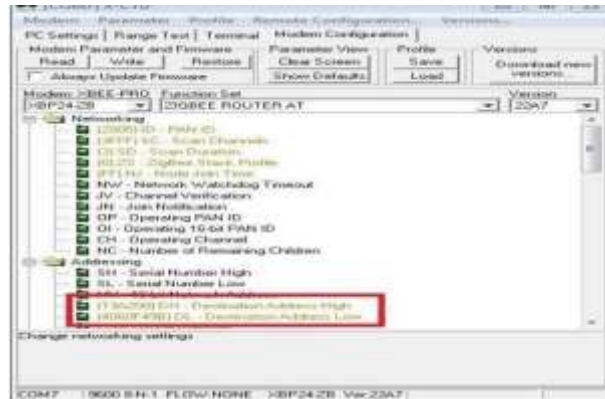 [COM7] X-CTU
Modem Parameter Profile Remote Configuration Versions...
PC Settings | Range Test | Terminal Modem Configuration
Modem Parameter and Firmware Parameter View Profile Versions
Read Write Restore Clear Screen Save Download new
Always Update Firmware Show Defaults Load versions...
Modem: XBEE-PRO Function Set Version
XBP24-ZB ZIGBEE ROUTER AT 22A7
Networking
ID - PAN ID
SC - Scan Channels
SD - Scan Duration
ZS - ZigBee Stack Profile
NJ - Node Join Time
NW - Network Watchdog Timeout
JV - Channel Verification
JN - Join Notification
OP - Operating PAN ID
OI - Operating 16-bit PAN ID
CH - Operating Channel
NC - Number of Remaining Children
Addressing
SH - Serial Number High
SL - Serial Number Low
(13A200) DH - Destination Address High
DL - Destination Address Low
Change networking settings
COM7 9600 8-N-1 FLOW:NONE XBP24-ZB Ver:22A7